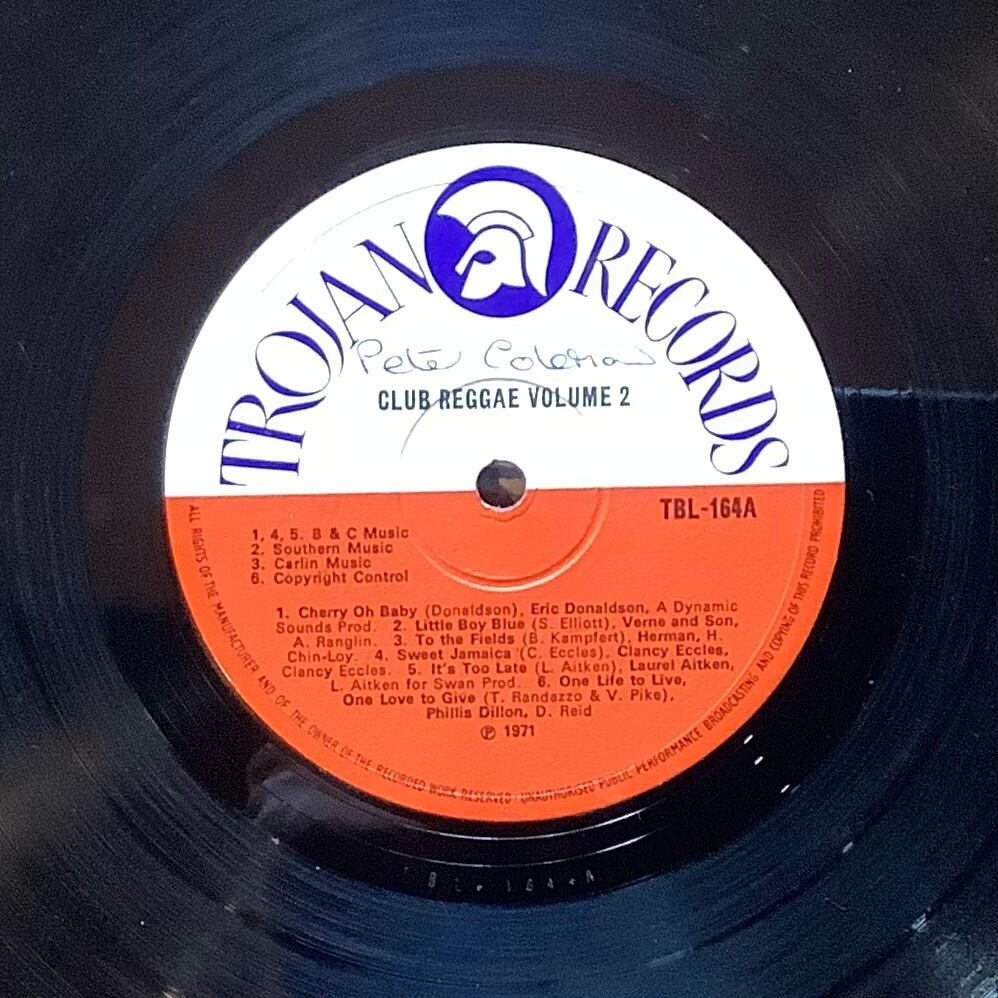 TROJAN RECORDS
Pete Coleman
CLUB REGGAE VOLUME 2
TBL-164A
1, 4, 5. B & C Music
2. Southern Music
3. Carlin Music
6. Copyright Control
1. Cherry Oh Baby (Donaldson), Eric Donaldson, A Dynamic
Sounds Prod. 2. Little Boy Blue (S. Elliott), Verne and Son,
A. Ranglin. 3. To the Fields (B. Kampfert), Herman, H.
Chin-Loy. 4. Sweet Jamaica (C. Eccles), Clancy Eccles,
Clancy Eccles. 5. It's Too Late (L. Aitken), Laurel Aitken,
L. Aitken for Swan Prod. 6. One Life to Live,
One Love to Give (T. Randazzo & V. Pike),
Phillis Dillon, D. Reid
℗ 1971
ALL RIGHTS OF THE MANUFACTURER AND OF THE OWNER OF THE RECORDED WORK RESERVED · UNAUTHORISED PUBLIC PERFORMANCE BROADCASTING AND COPYING OF THIS RECORD PROHIBITED